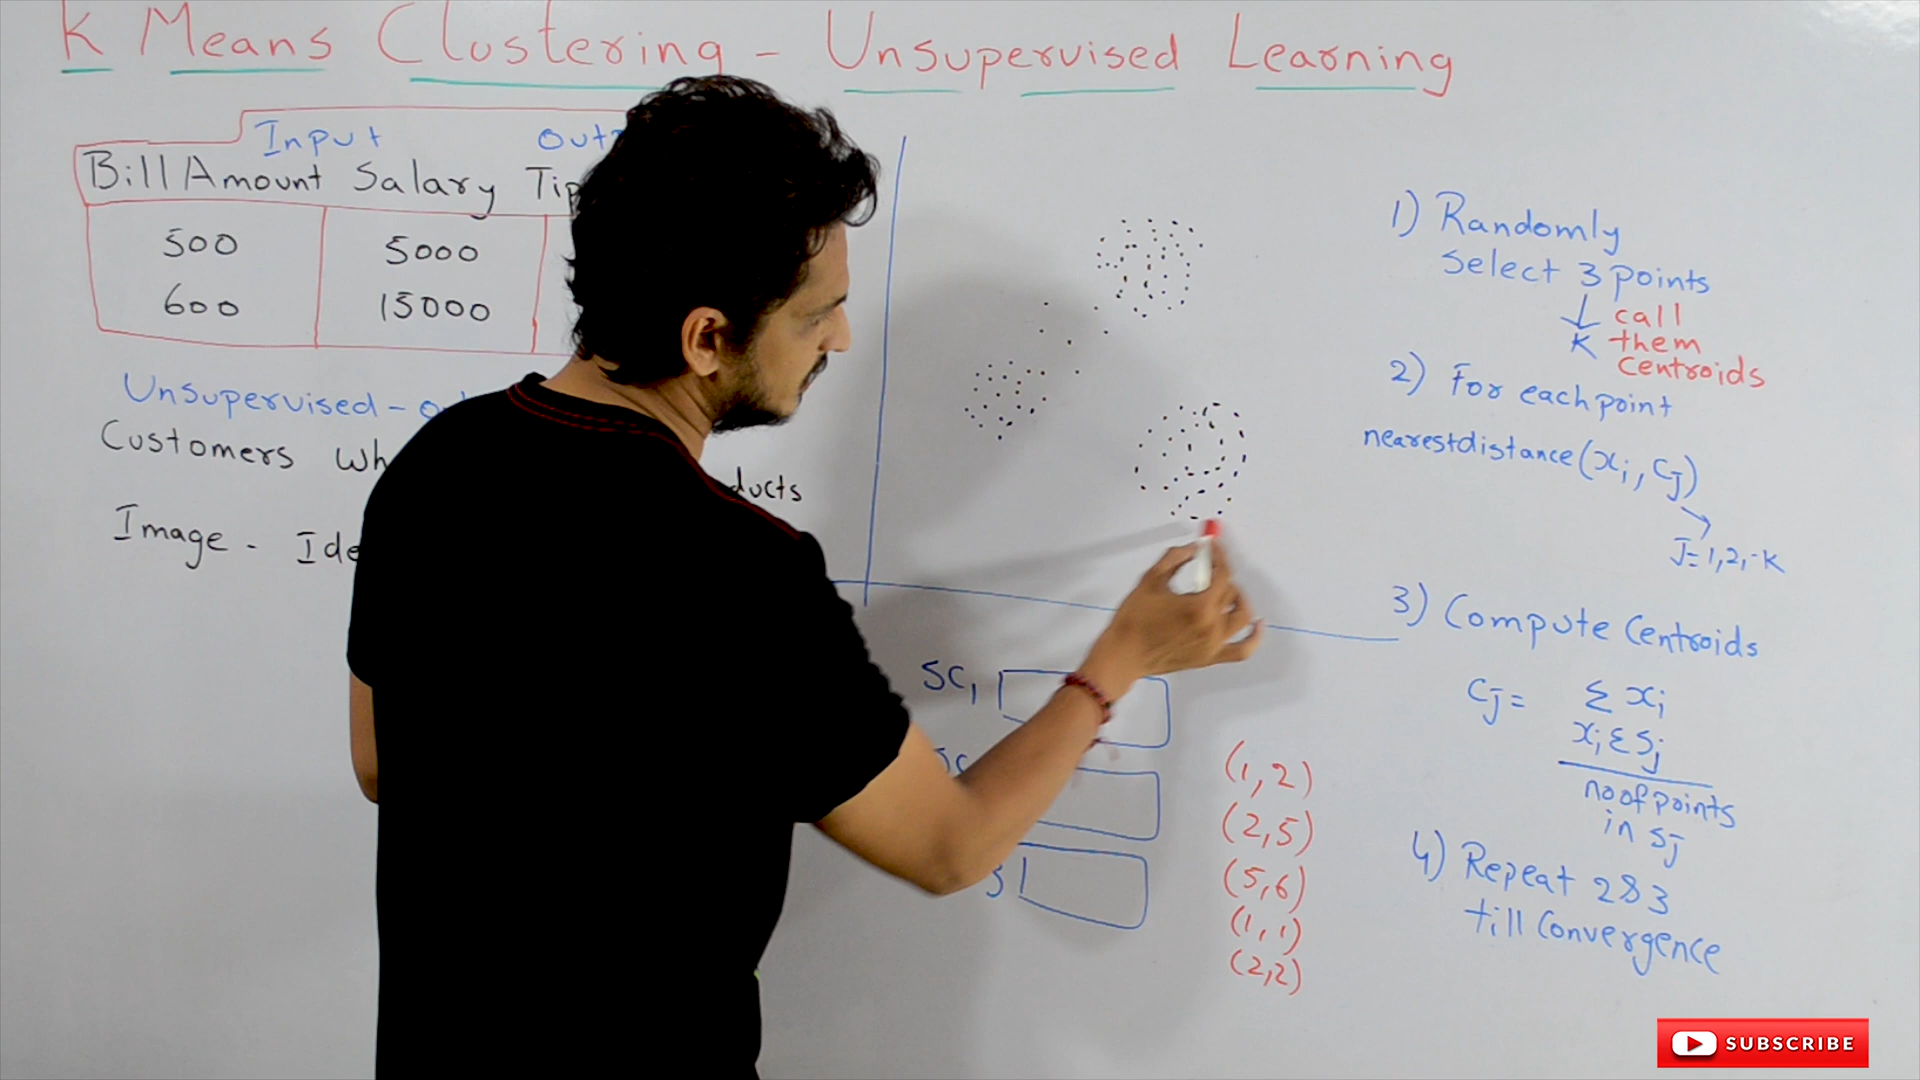 K Means Clustering - Unsupervised Learning
Input
Bill Amount Salary
500 5000
600 15000
Unsupervised -
Customers
Image -
1) Randomly
Select 3 points
↓ call
K them
centroids
2) For each point
nearestdistance(xi, cj)
J=1,2,-K
3) Compute Centroids
CJ= Σ xi
xi Σ Sj
no of points
in SJ
4) Repeat 2&3
till Convergence
SC1
(1,2)
(2,5)
(5,6)
(1,1)
(2,2)
SUBSCRIBE